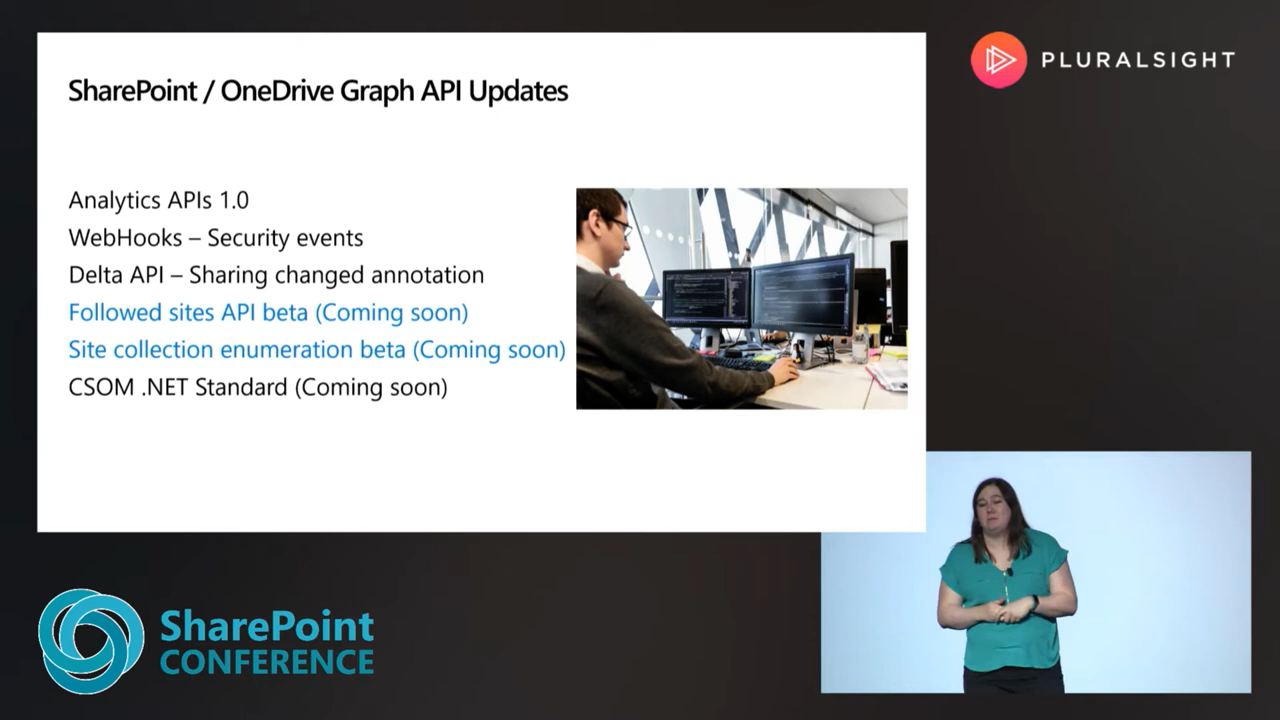 SharePoint / OneDrive Graph API Updates
PLURALSIGHT
Analytics APIs 1.0
WebHooks – Security events
Delta API – Sharing changed annotation
Followed sites API beta (Coming soon)
Site collection enumeration beta (Coming soon)
CSOM .NET Standard (Coming soon)
SharePoint
CONFERENCE